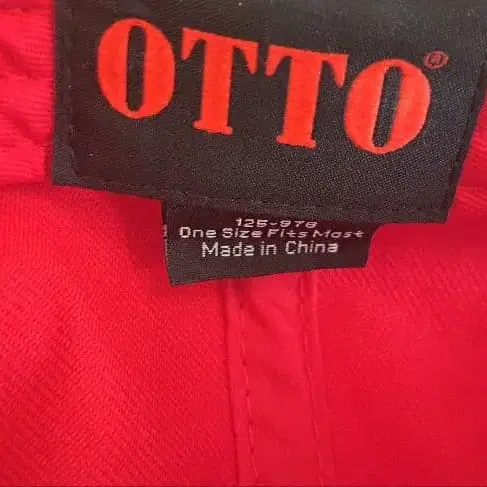 OTTO®
125-978
One Size Fits Most
Made in China